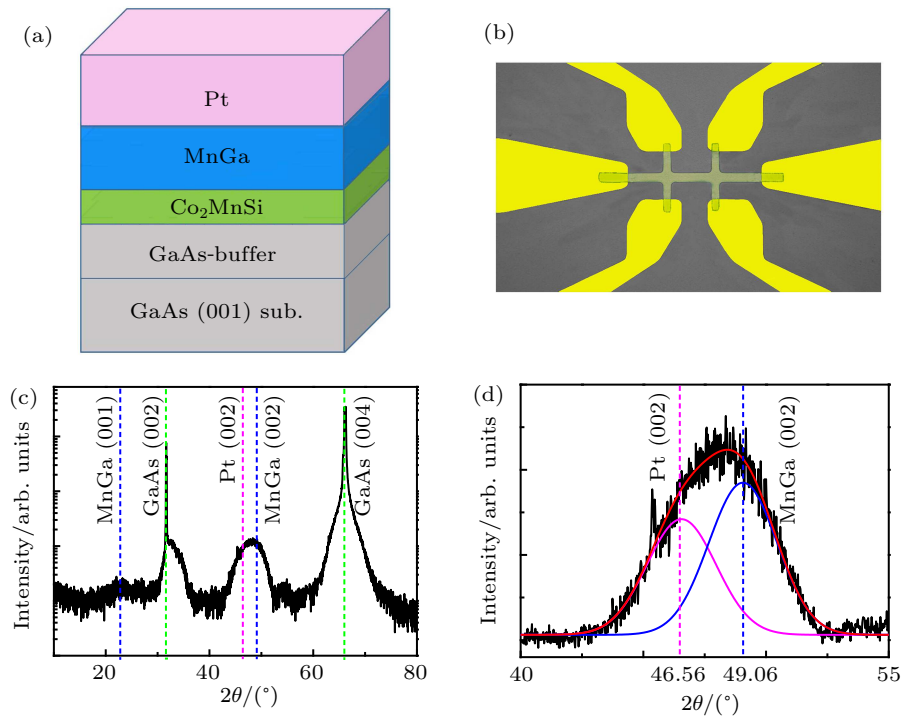 (a)
Pt
MnGa
Co₂MnSi
GaAs-buffer
GaAs (001) sub.
(b)
(c)
Intensity/arb. units
MnGa (001)
GaAs (002)
Pt (002)
MnGa (002)
GaAs (004)
20 40 60 80
2θ/(°)
(d)
Intensity/arb. units
Pt (002)
MnGa (002)
40 46.56 49.06 55
2θ/(°)